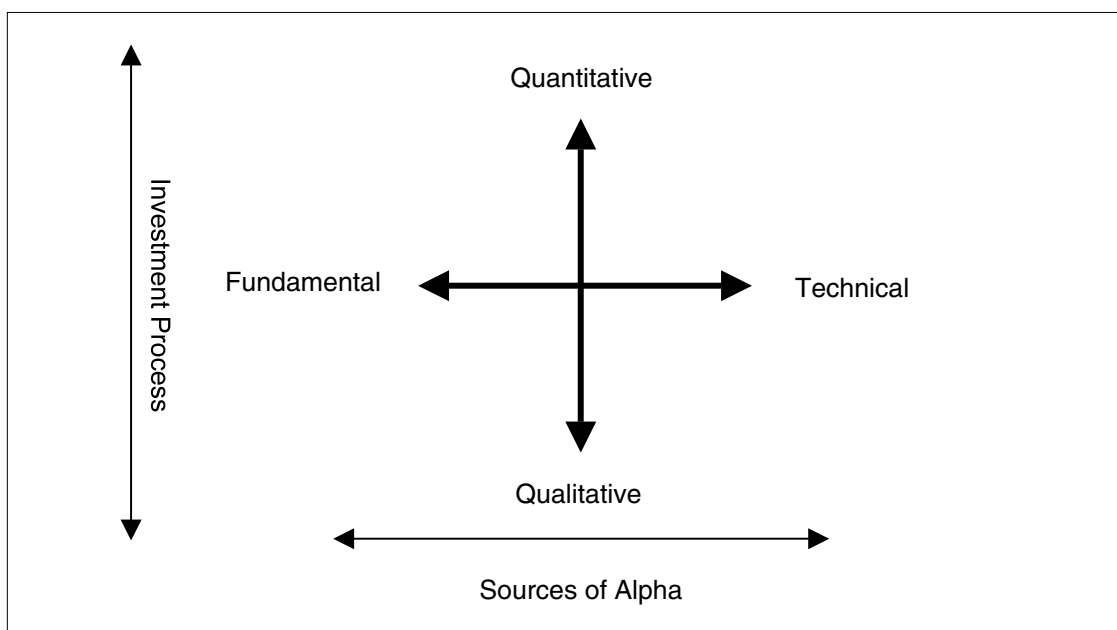 Quantitative
Investment Process
Fundamental
Technical
Qualitative
Sources of Alpha